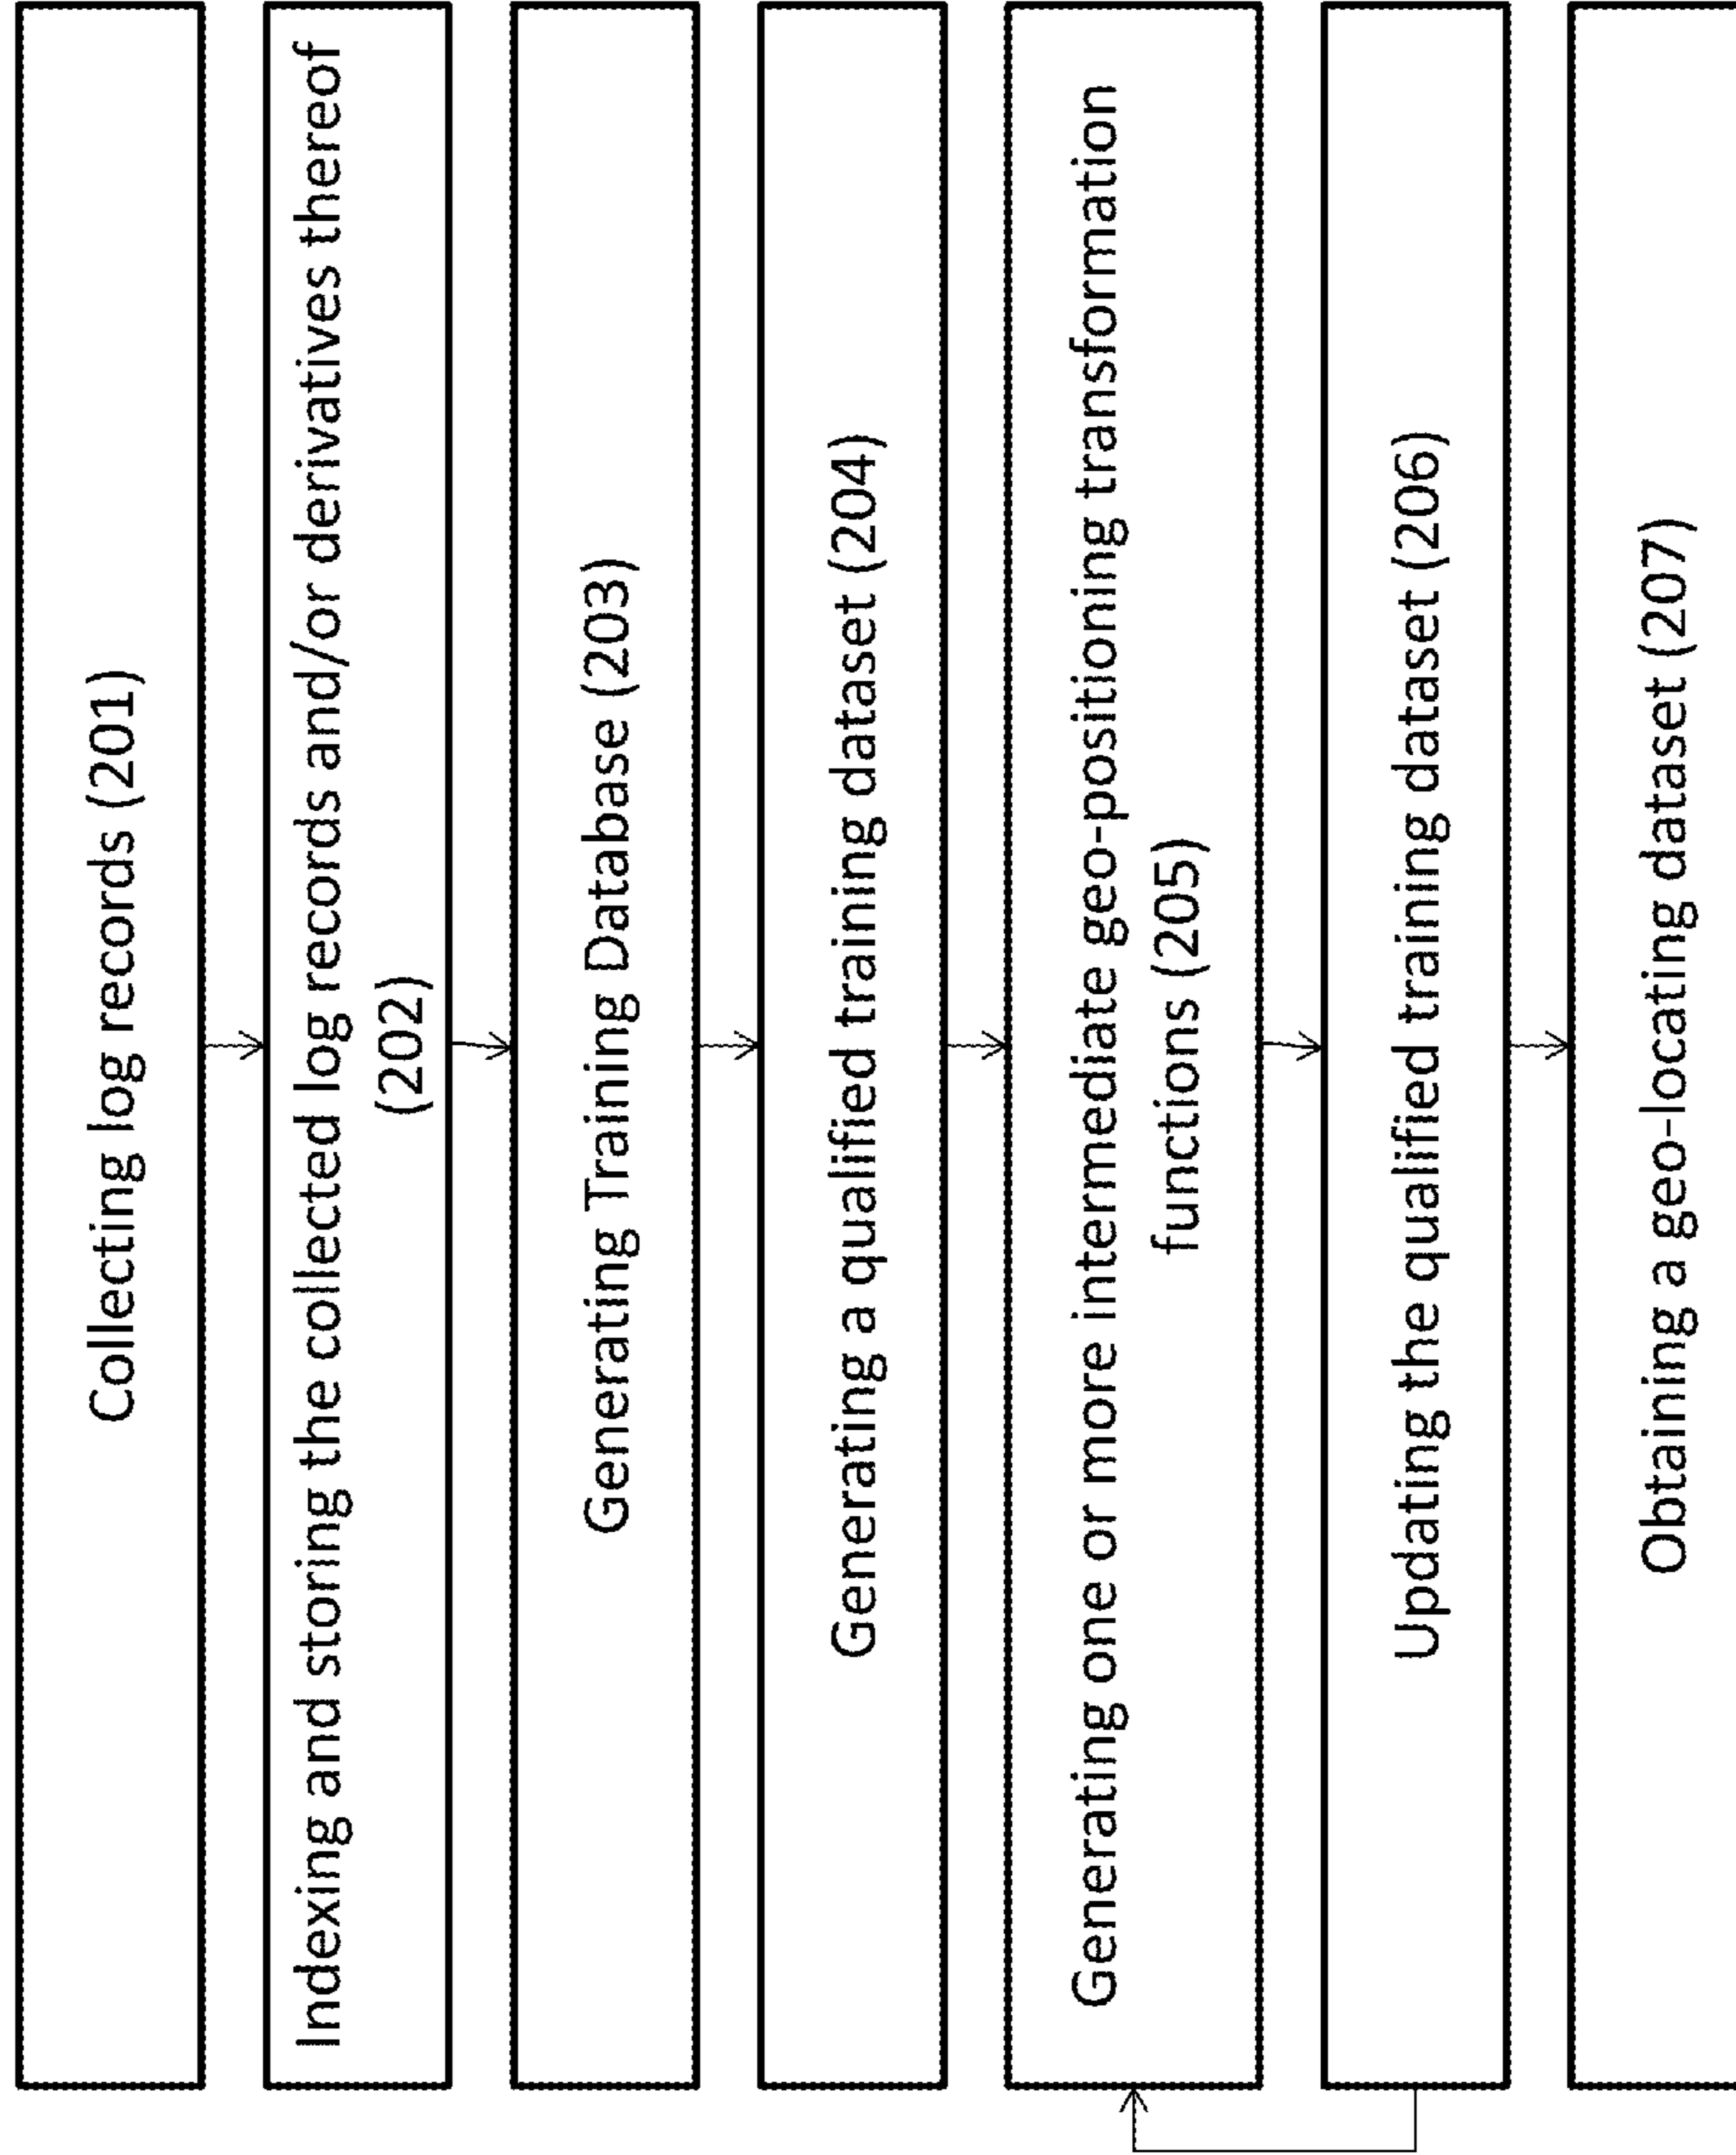 Collecting log records (201)
Indexing and storing the collected log records and/or derivatives thereof
(202)
Generating Training Database (203)
Generating a qualified training dataset (204)
Generating one or more intermediate geo-positioning transformation
functions (205)
Updating the qualified training dataset (206)
Obtaining a geo-locating dataset (207)